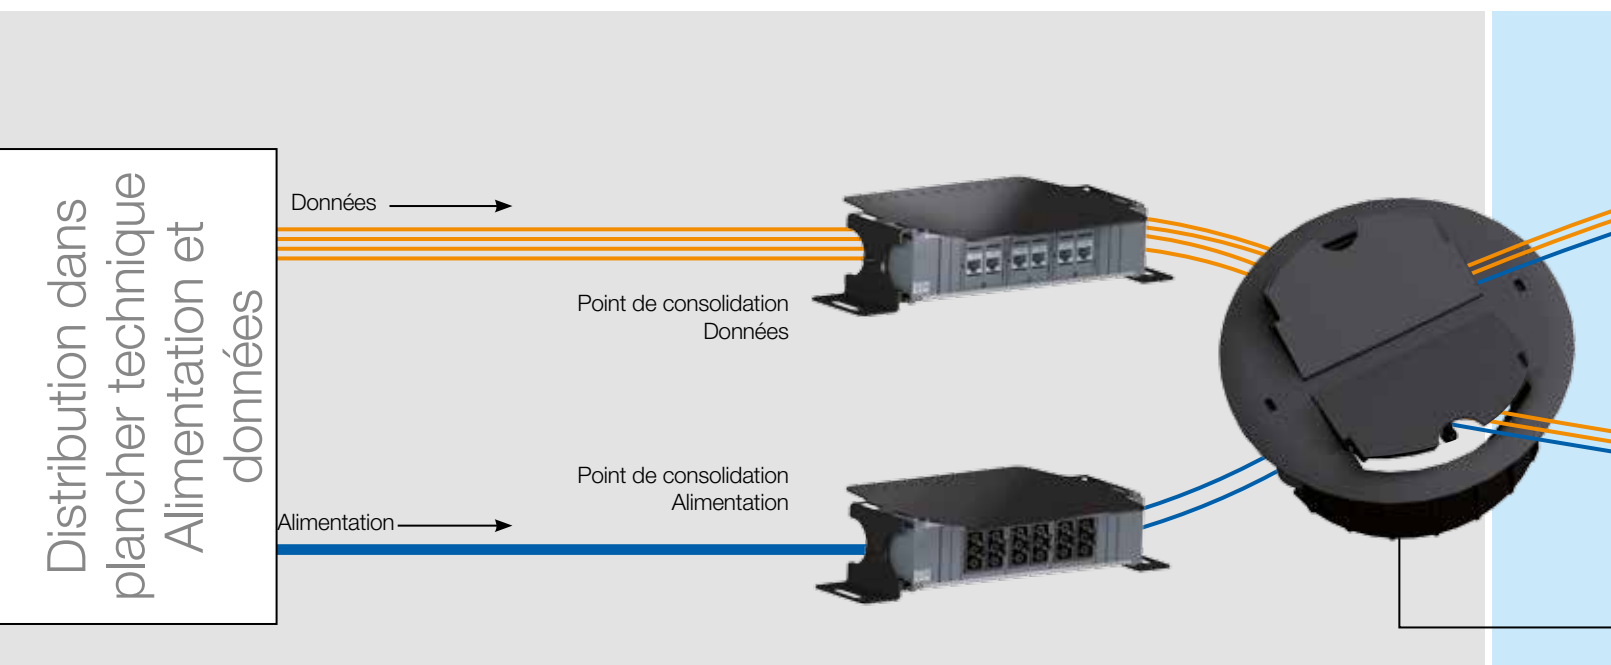 Distribution dans
plancher technique
Alimentation et
données
Données
Point de consolidation
Données
Point de consolidation
Alimentation
Alimentation